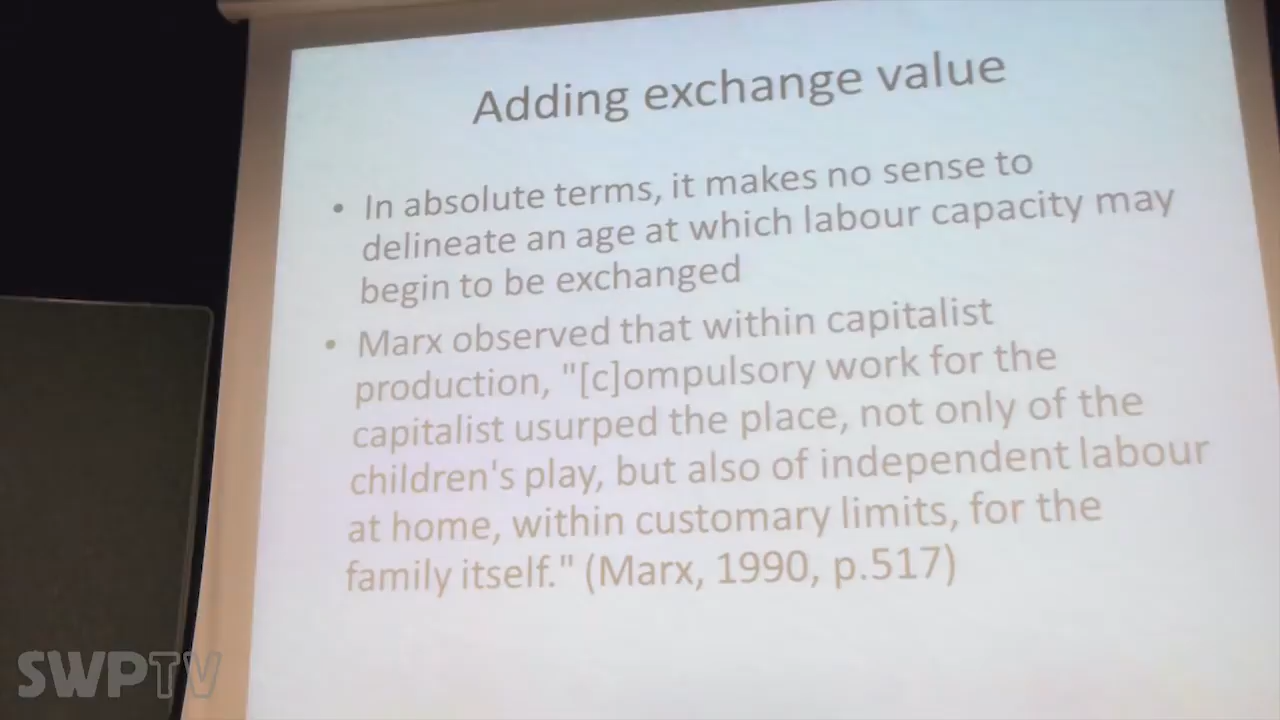 Adding exchange value
• In absolute terms, it makes no sense to
delineate an age at which labour capacity may
begin to be exchanged
• Marx observed that within capitalist
production, "[c]ompulsory work for the
capitalist usurped the place, not only of the
children's play, but also of independent labour
at home, within customary limits, for the
family itself." (Marx, 1990, p.517)
SWPTV